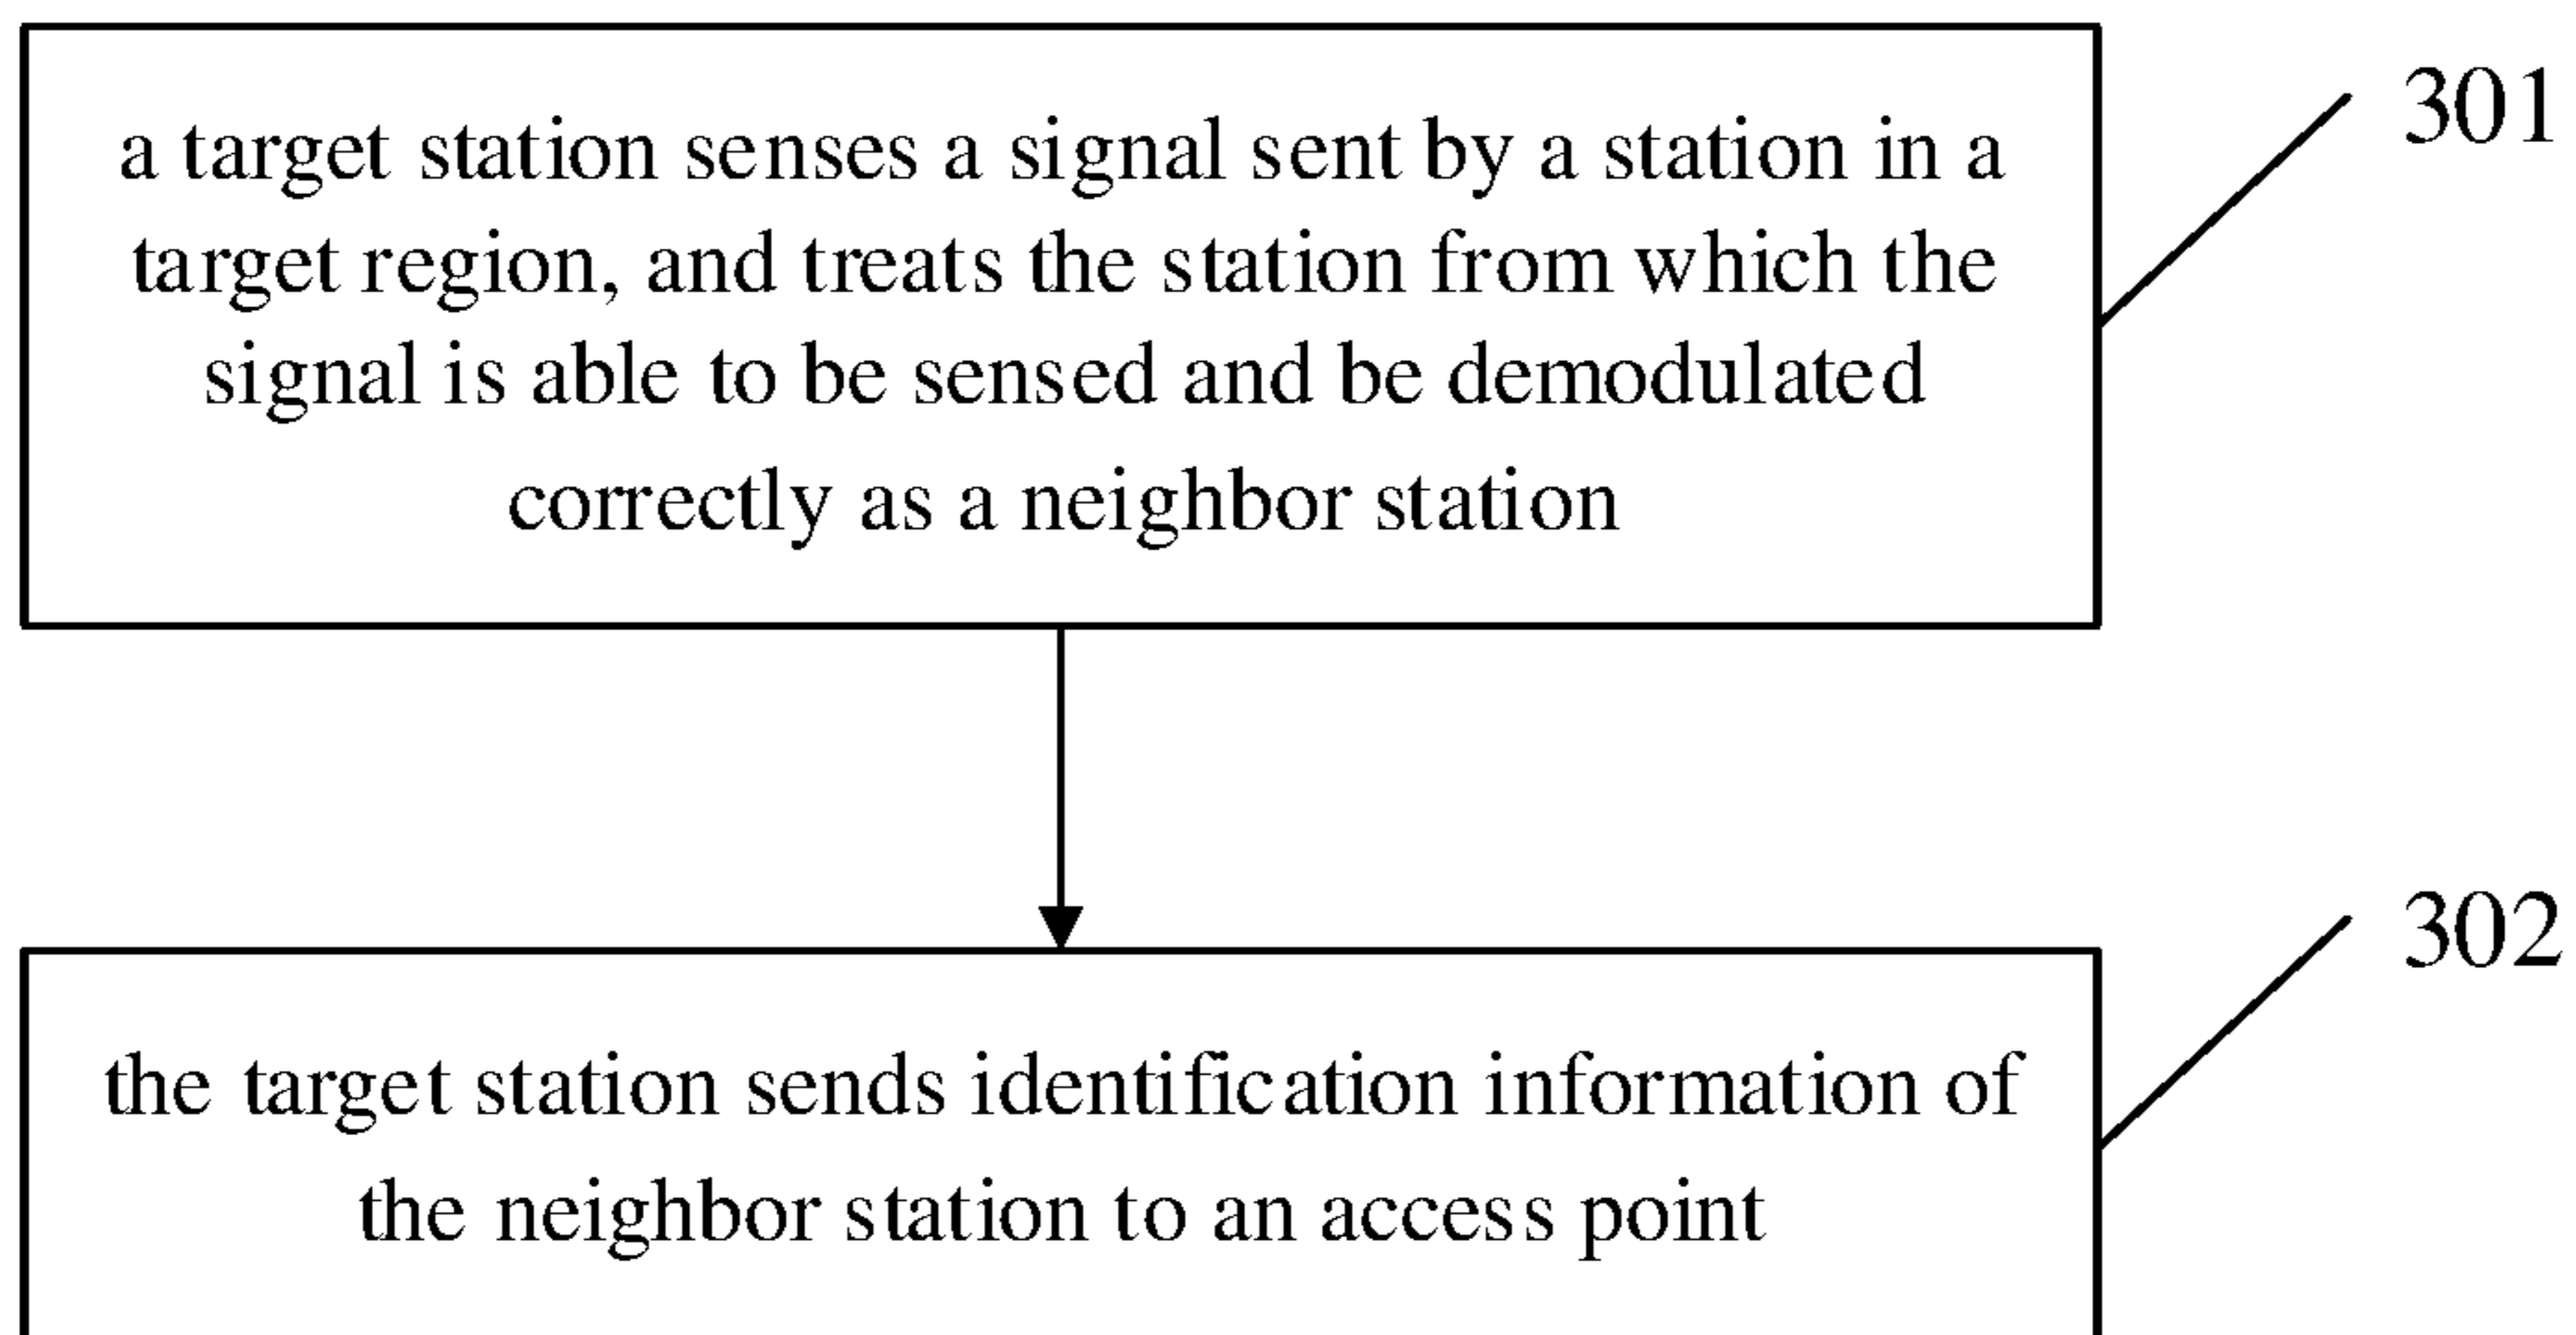 a target station senses a signal sent by a station in a
target region, and treats the station from which the
signal is able to be sensed and be demodulated
correctly as a neighbor station
301
the target station sends identification information of
the neighbor station to an access point
302